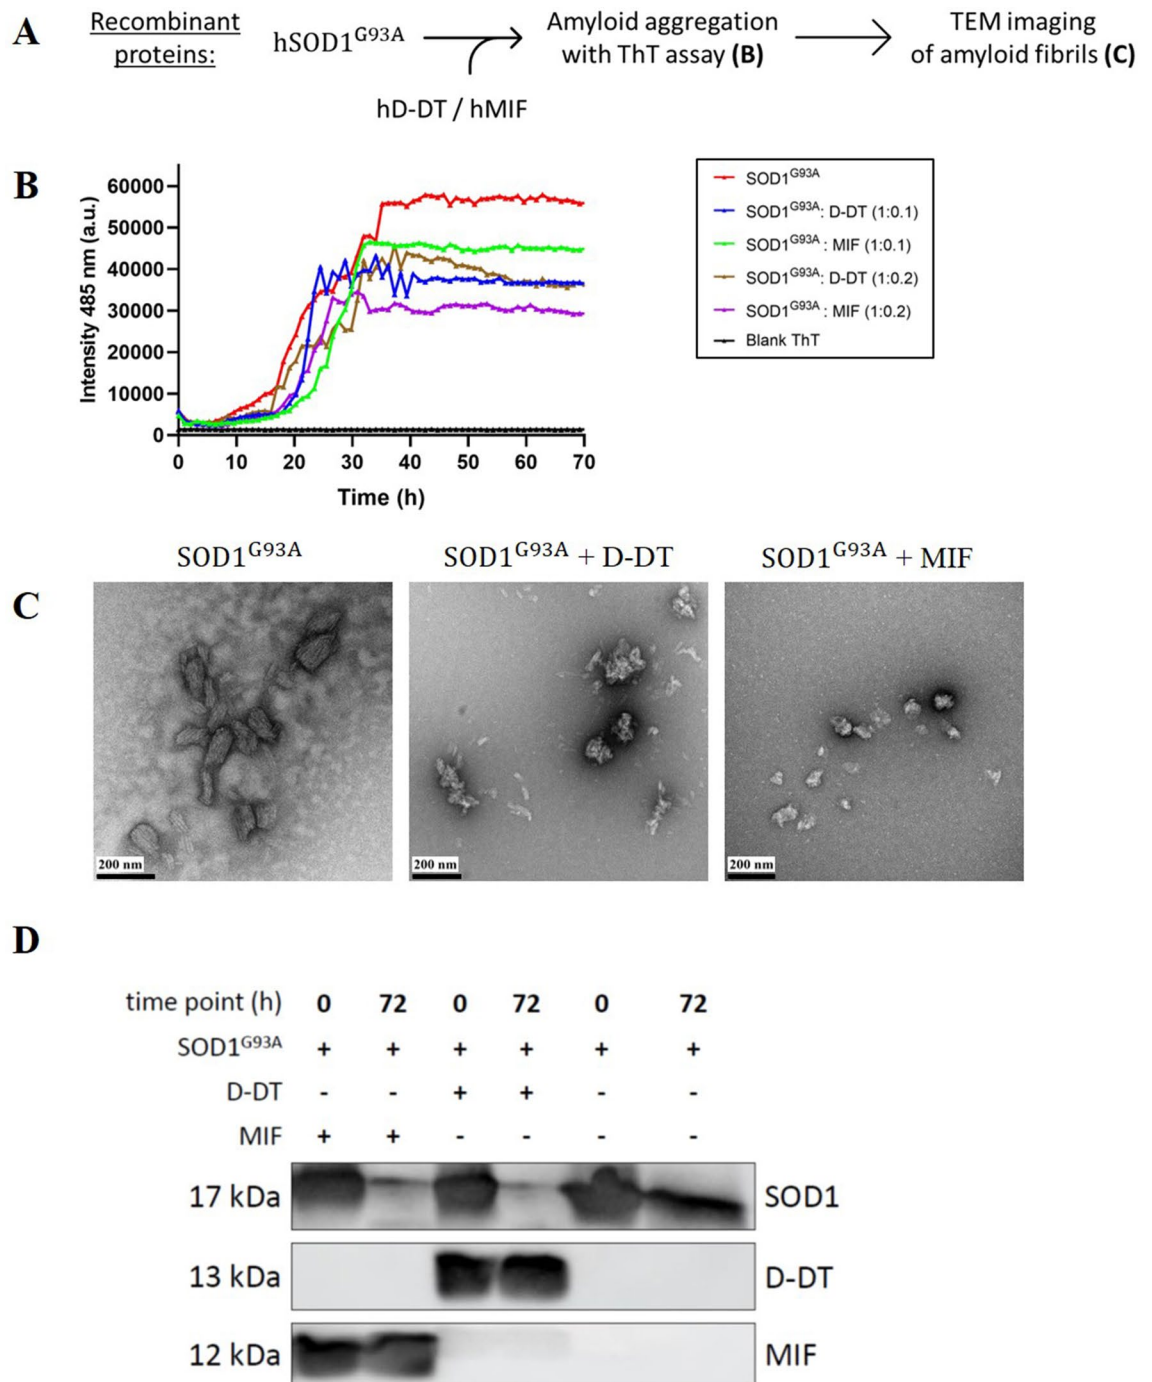 A
Recombinant
proteins:
hSOD1G93A
hD-DT / hMIF
Amyloid aggregation
with ThT assay (B)
TEM imaging
of amyloid fibrils (C)
B
Intensity 485 nm (a.u.)
60000
50000
40000
30000
20000
10000
0
0 10 20 30 40 50 60 70
Time (h)
SOD1G93A
SOD1G93A: D-DT (1:0.1)
SOD1G93A : MIF (1:0.1)
SOD1G93A: D-DT (1:0.2)
SOD1G93A : MIF (1:0.2)
Blank ThT
C
SOD1G93A
SOD1G93A + D-DT
SOD1G93A + MIF
200 nm
200 nm
200 nm
D
time point (h) 0 72 0 72 0 72
SOD1G93A + + + + + +
D-DT - - + + - -
MIF + + - - - -
17 kDa SOD1
13 kDa D-DT
12 kDa MIF